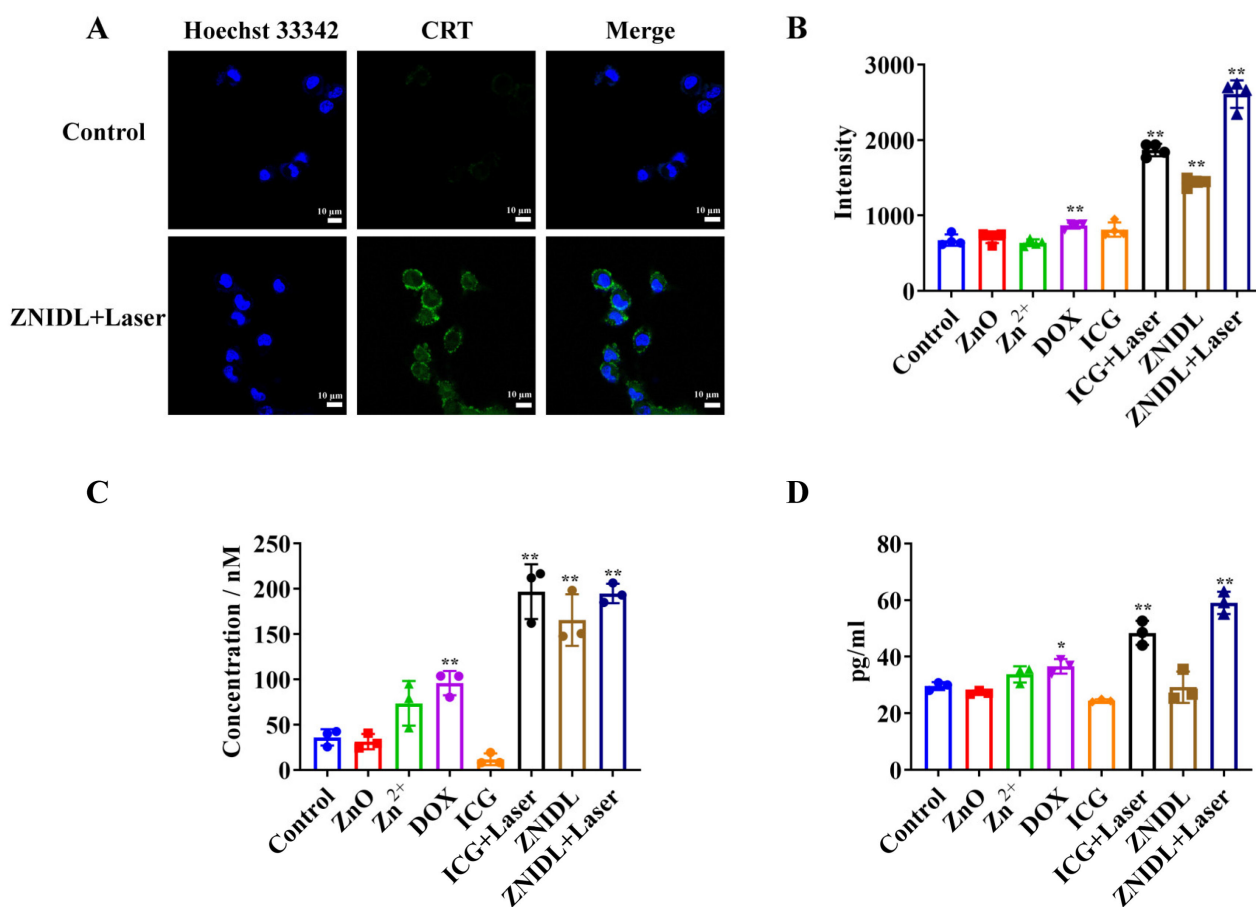 A
Hoechst 33342 CRT Merge
Control
10 µm 10 µm 10 µm
ZNIDL+Laser
10 µm 10 µm 10 µm
B
Intensity
3000
2000
1000
0
** ** ** **
Control ZnO Zn2+ DOX ICG ICG+Laser ZNIDL ZNIDL+Laser
C
Concentration / nM
250
200
150
100
50
0
** ** ** **
Control ZnO Zn2+ DOX ICG ICG+Laser ZNIDL ZNIDL+Laser
D
pg/ml
80
60
40
20
0
* ** **
Control ZnO Zn2+ DOX ICG ICG+Laser ZNIDL ZNIDL+Laser